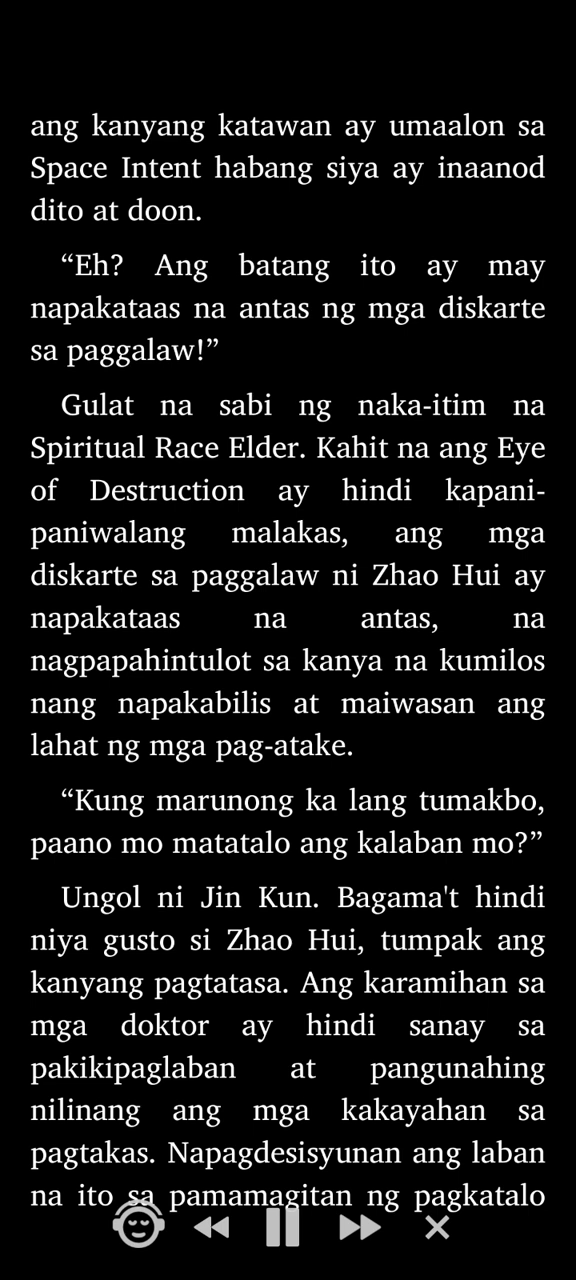 ang kanyang katawan ay umaalon sa
Space Intent habang siya ay inaanod
dito at doon.
“Eh? Ang batang ito ay may
napakataas na antas ng mga diskarte
sa paggalaw!”
Gulat na sabi ng naka-itim na
Spiritual Race Elder. Kahit na ang Eye
of Destruction ay hindi kapani-
paniwalang malakas, ang mga
diskarte sa paggalaw ni Zhao Hui ay
napakataas na antas, na
nagpapahintulot sa kanya na kumilos
nang napakabilis at maiwasan ang
lahat ng mga pag-atake.
“Kung marunong ka lang tumakbo,
paano mo matatalo ang kalaban mo?”
Ungol ni Jin Kun. Bagama't hindi
niya gusto si Zhao Hui, tumpak ang
kanyang pagtatasa. Ang karamihan sa
mga doktor ay hindi sanay sa
pakikipaglaban at pangunahing
nilinang ang mga kakayahan sa
pagtakas. Napagdesisyunan ang laban
na ito sa pamamagitan ng pagkatalo